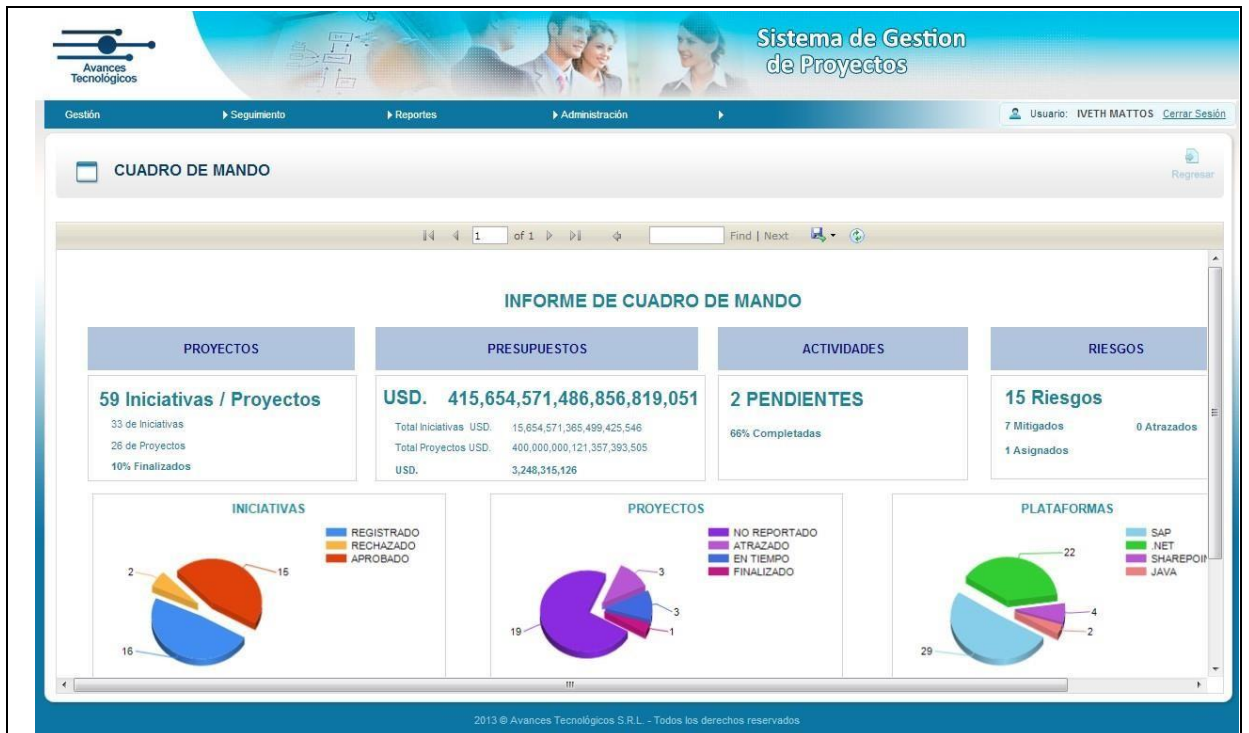 Avances
Tecnológicos
Sistema de Gestion
de Proyectos
Gestión Seguimiento Reportes Administración Usuario: IVETH MATTOS Cerrar Sesión
CUADRO DE MANDO
Regresar
1 of 1 Find | Next
INFORME DE CUADRO DE MANDO
PROYECTOS PRESUPUESTOS ACTIVIDADES RIESGOS
59 Iniciativas / Proyectos
33 de Iniciativas
26 de Proyectos
10% Finalizados
USD. 415,654,571,486,856,819,051
Total Iniciativas USD. 15,654,571,365,499,425,546
Total Proyectos USD. 400,000,000,121,357,393,505
USD. 3,248,315,126
2 PENDIENTES
66% Completadas
15 Riesgos
7 Mitigados 0 Atrazados
1 Asignados
INICIATIVAS
REGISTRADO
RECHAZADO
APROBADO
2
15
16
PROYECTOS
NO REPORTADO
ATRAZADO
EN TIEMPO
FINALIZADO
3
3
19
1
PLATAFORMAS
SAP
.NET
SHAREPOIN
JAVA
22
4
2
29
2013 © Avances Tecnológicos S.R.L. - Todos los derechos reservados